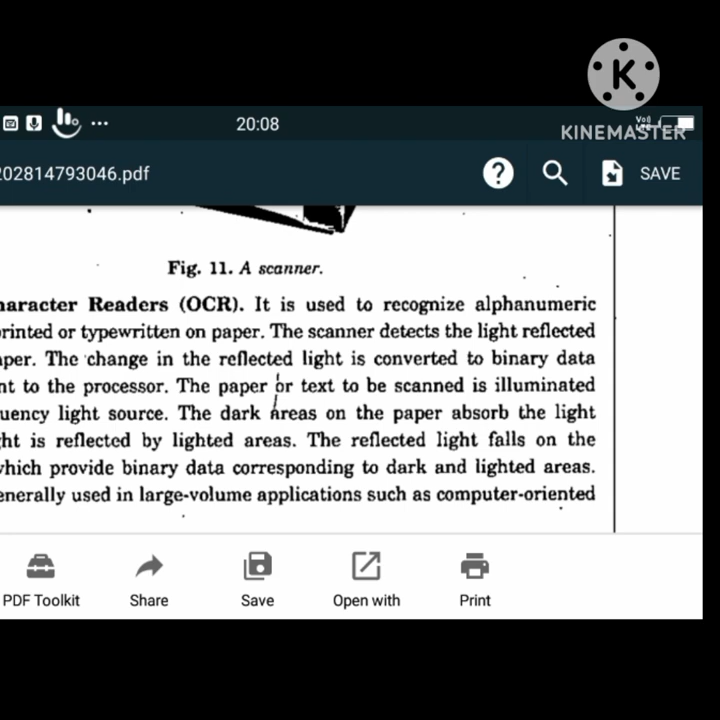 K
KINEMASTER
20:08
Vo))
202814793046.pdf
?
SAVE
Fig. 11. A scanner.
haracter Readers (OCR). It is used to recognize alphanumeric
printed or typewritten on paper. The scanner detects the light reflected
aper. The change in the reflected light is converted to binary data
nt to the processor. The paper or text to be scanned is illuminated
uency light source. The dark areas on the paper absorb the light
ht is reflected by lighted areas. The reflected light falls on the
which provide binary data corresponding to dark and lighted areas.
enerally used in large-volume applications such as computer-oriented
PDF Toolkit
Share
Save
Open with
Print